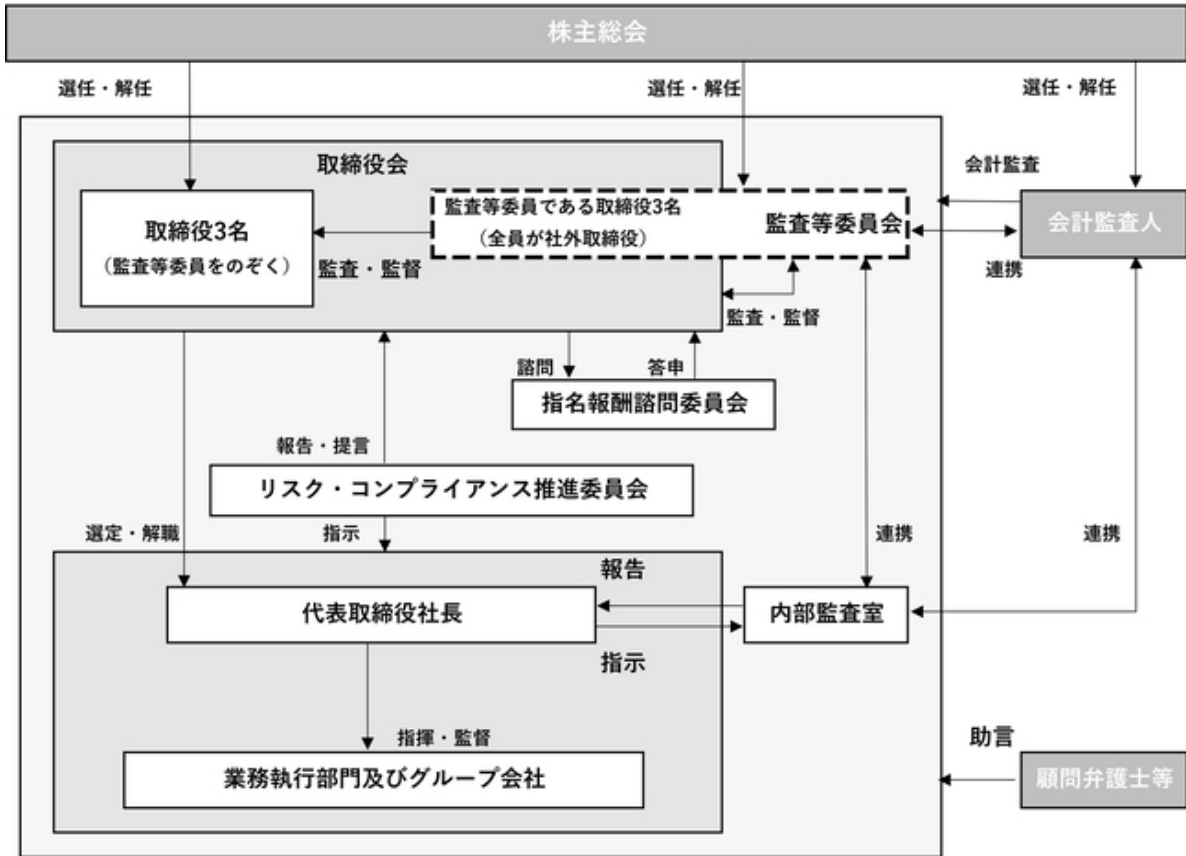 株主総会
選任・解任
選任・解任
選任・解任
取締役会
会計監査
取締役3名
（監査等委員をのぞく）
監査等委員である取締役3名
（全員が社外取締役）
監査等委員会
会計監査人
監査・監督
連携
監査・監督
諮問
答申
指名報酬諮問委員会
報告・提言
リスク・コンプライアンス推進委員会
選定・解職
指示
連携
連携
報告
代表取締役社長
内部監査室
指示
指揮・監督
助言
業務執行部門及びグループ会社
顧問弁護士等